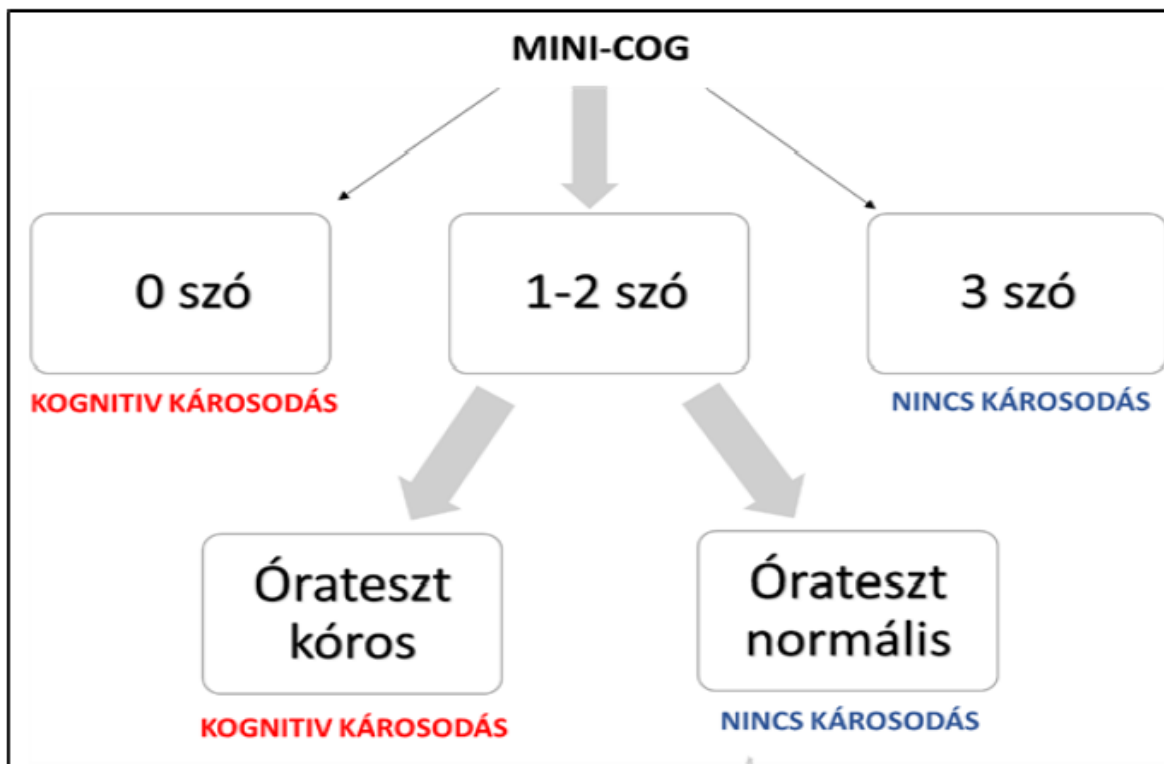 MINI-COG
0 szó
1-2 szó
3 szó
KOGNITIV KÁROSODÁS
NINCS KÁROSODÁS
Órateszt
kóros
Órateszt
normális
KOGNITIV KÁROSODÁS
NINCS KÁROSODÁS